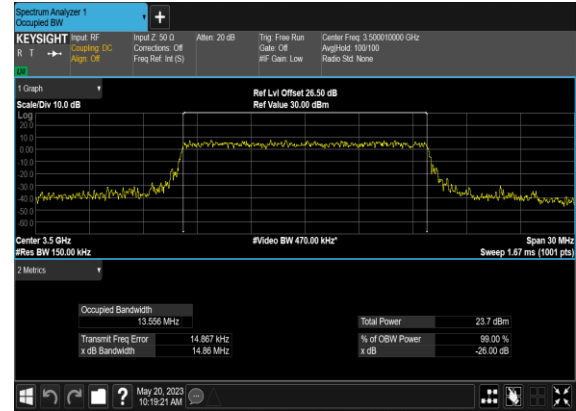 Spectrum Analyzer 1
Occupied BW
+
KEYSIGHT Input: RF Input Z: 50 Ω Atten: 20 dB Trig: Free Run Center Freq: 3.500010000 GHz
R T Coupling: DC Corrections: Off Gate: Off Avg|Hold: 100/100
Align: Off Freq Ref: Int (S) #IF Gain: Low Radio Std: None
LU
1 Graph
Ref Lvl Offset 26.50 dB
Scale/Div 10.0 dB Ref Value 30.00 dBm
Log
20.0
10.0
0.00
-10.0
-20.0
-30.0
-40.0
-50.0
-60.0
Center 3.5 GHz #Video BW 470.00 kHz* Span 30 MHz
#Res BW 150.00 kHz Sweep 1.67 ms (1001 pts)
2 Metrics
Occupied Bandwidth
13.556 MHz Total Power 23.7 dBm
Transmit Freq Error 14.867 kHz % of OBW Power 99.00 %
x dB Bandwidth 14.86 MHz x dB -26.00 dB
?
May 20, 2023
10:19:21 AM